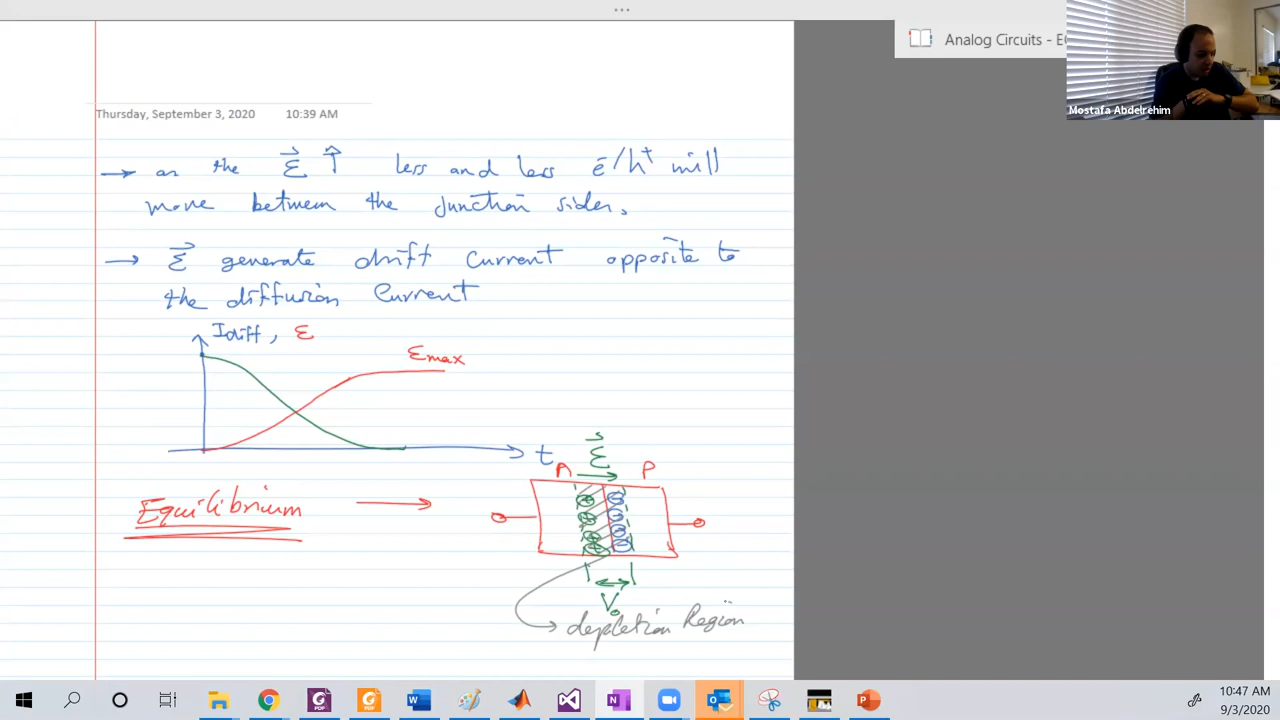 Analog Circuits - E
Mostafa Abdelrehim
Thursday, September 3, 2020 10:39 AM
→ as the ε ↑ less and less e-/h+ will
move between the junction sides.
→ ε generate drift current opposite to
the diffusion Current
Idiff, ε
εmax
t
ε
n P
Equilibrium →
V₀
depletion Region
10:47 AM
9/3/2020